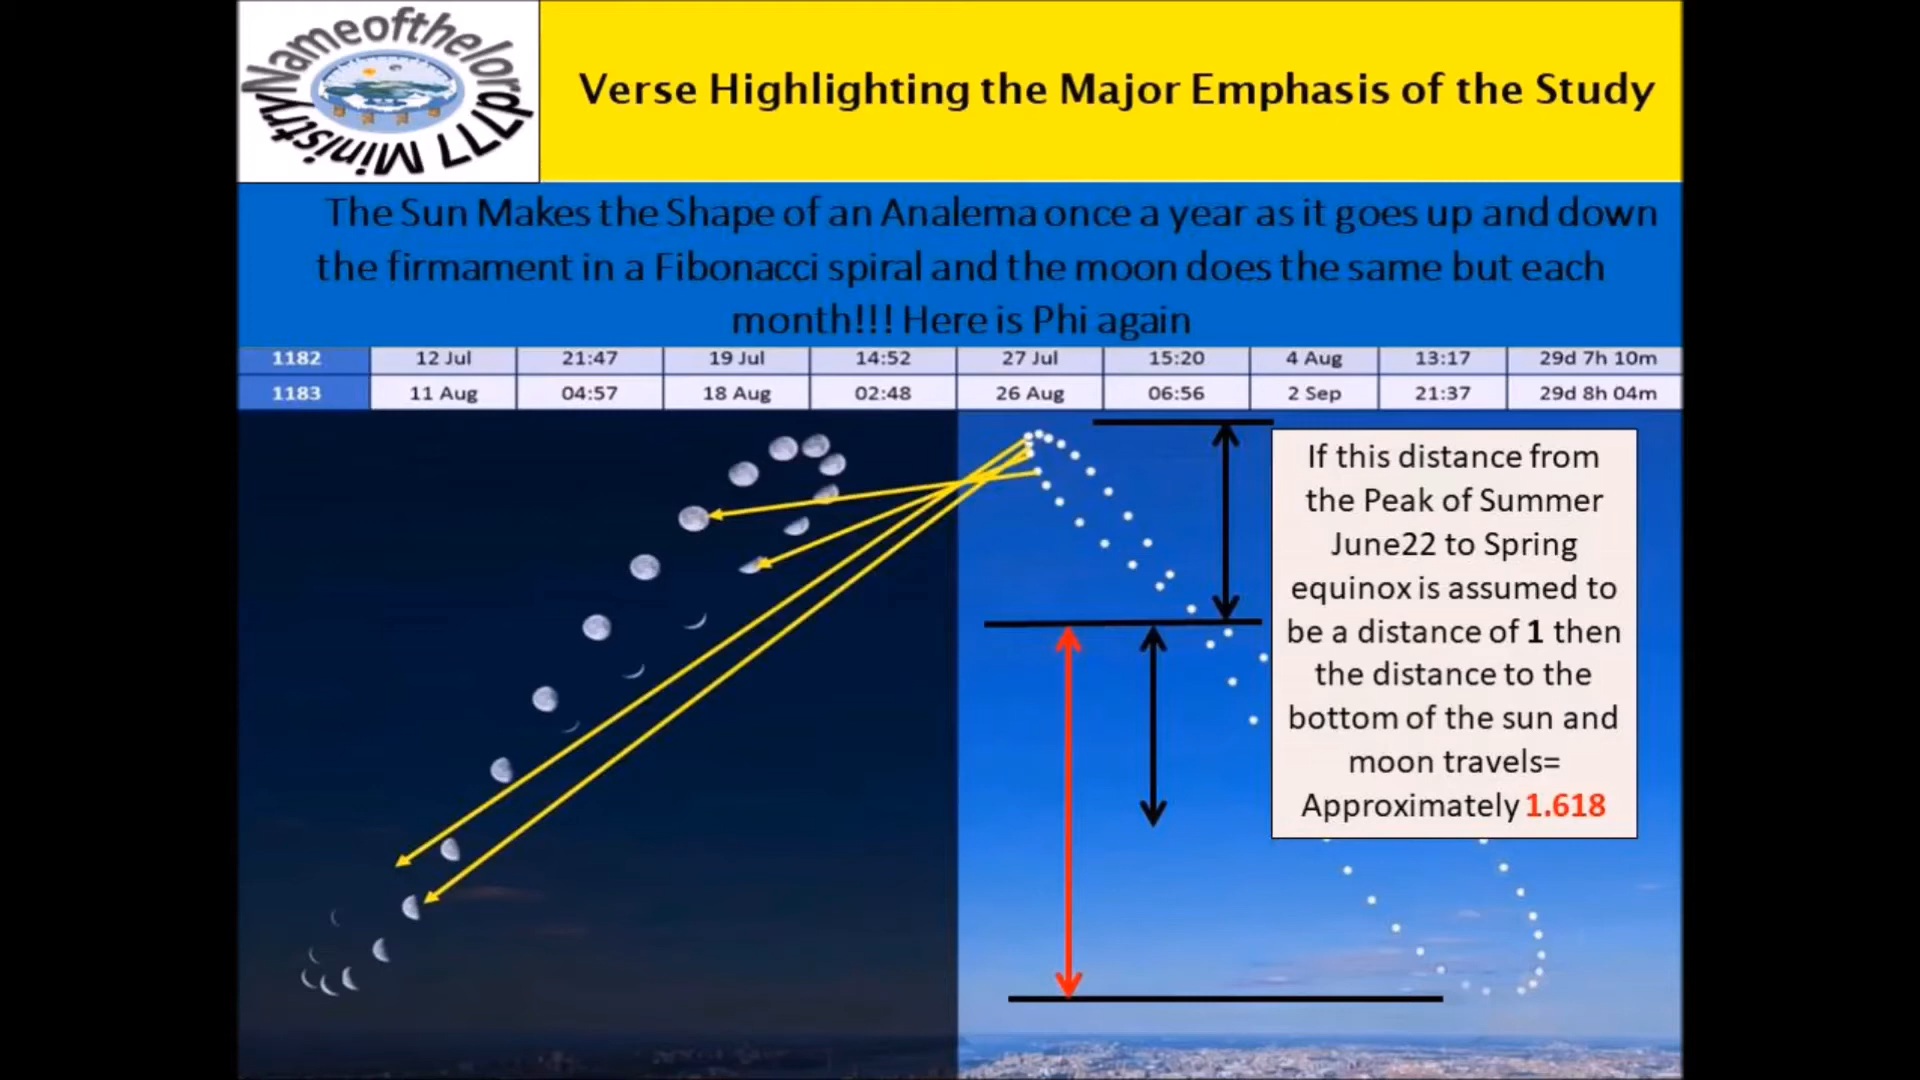 Nameofthelord777 Ministry
Verse Highlighting the Major Emphasis of the Study
The Sun Makes the Shape of an Analema once a year as it goes up and down
the firmament in a Fibonacci spiral and the moon does the same but each
month!!! Here is Phi again
1182 12 Jul 21:47 19 Jul 14:52 27 Jul 15:20 4 Aug 13:17 29d 7h 10m
1183 11 Aug 04:57 18 Aug 02:48 26 Aug 06:56 2 Sep 21:37 29d 8h 04m
If this distance from
the Peak of Summer
June22 to Spring
equinox is assumed to
be a distance of 1 then
the distance to the
bottom of the sun and
moon travels=
Approximately 1.618